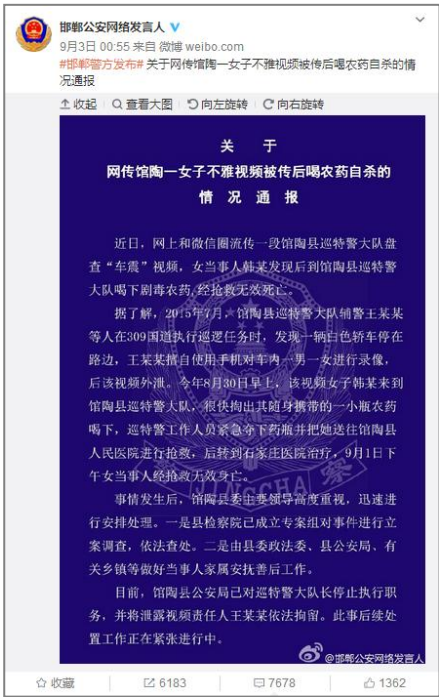 邯郸公安网络发言人
9月3日 00:55 来自 微博 weibo.com
#邯郸警方发布# 关于网传馆陶一女子不雅视频被传后喝农药自杀的情
况通报
收起 查看大图 向左旋转 向右旋转
关 于
网传馆陶一女子不雅视频被传后喝农药自杀的
情 况 通 报
近日，网上和微信圈流传一段馆陶县巡特警大队盘
查“车震”视频，女当事人韩某发现后到馆陶县巡特警
大队喝下剧毒农药，经抢救无效死亡。
据了解，2015年7月，馆陶县巡特警大队辅警王某某
等人在309国道执行巡逻任务时，发现一辆白色轿车停在
路边，王某某擅自使用手机对车内一男一女进行录像，
后该视频外泄。今年8月30日早上，该视频女子韩某来到
馆陶县巡特警大队，很快掏出其随身携带的一小瓶农药
喝下，巡特警工作人员紧急夺下药瓶并把她送往馆陶县
人民医院进行抢救，后转到石家庄医院治疗，9月1日下
午女当事人经抢救无效身亡。
事情发生后，馆陶县委主要领导高度重视，迅速进
行安排处理。一是县检察院已成立专案组对事件进行立
案调查，依法查处。二是由县委政法委、县公安局、有
关乡镇等做好当事人家属安抚善后工作。
目前，馆陶县公安局已对巡特警大队长停止执行职
务，并将泄露视频责任人王某某依法拘留。此事后续处
置工作正在紧张进行中。
警 JINGCHA 察
@邯郸公安网络发言人
收藏 6183 7678 1362